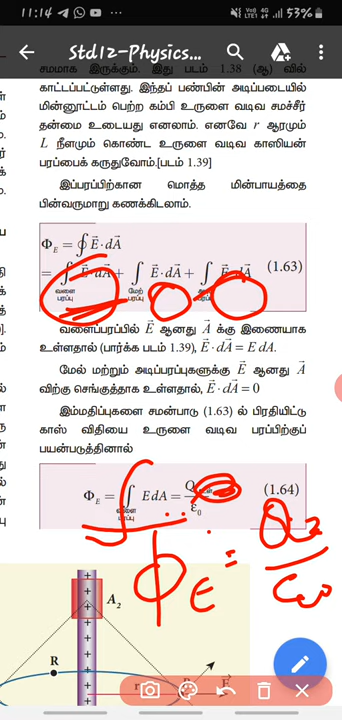 11:14
53%
Std12-Physics...
சமமாக இருக்கும். இது படம் 1.38 (ஆ) வில்
காட்டப்பட்டுள்ளது. இந்தப் பண்பின் அடிப்படையில்
மின்னூட்டம் பெற்ற கம்பி உருளை வடிவ சமச்சீர்
தன்மை உடையது எனலாம். எனவே r ஆரமும்
L நீளமும் கொண்ட உருளை வடிவ காஸியன்
பரப்பைக் கருதுவோம்.[படம் 1.39]
இப்பரப்பிற்கான மொத்த மின்பாயத்தை
பின்வருமாறு கணக்கிடலாம்.
Φ_E = ∮ E⃗·dA⃗
= ∫ E⃗·dA⃗ + ∫ E⃗·dA⃗ + ∫ E⃗·dA⃗ (1.63)
வளை பரப்பு மேற் பரப்பு
வளைப்பரப்பில் E⃗ ஆனது A⃗ க்கு இணையாக
உள்ளதால் (பார்க்க படம் 1.39), E⃗·dA⃗ = E dA.
மேல் மற்றும் அடிப்பரப்புகளுக்கு E⃗ ஆனது A⃗
விற்கு செங்குத்தாக உள்ளதால், E⃗·dA⃗ = 0
இம்மதிப்புகளை சமன்பாடு (1.63) ல் பிரதியிட்டு
காஸ் விதியை உருளை வடிவ பரப்பிற்குப்
பயன்படுத்தினால்
Φ_E = ∫ EdA = Q/ε₀ (1.64)
ϕ_E =
A₂
R
r
E⃗